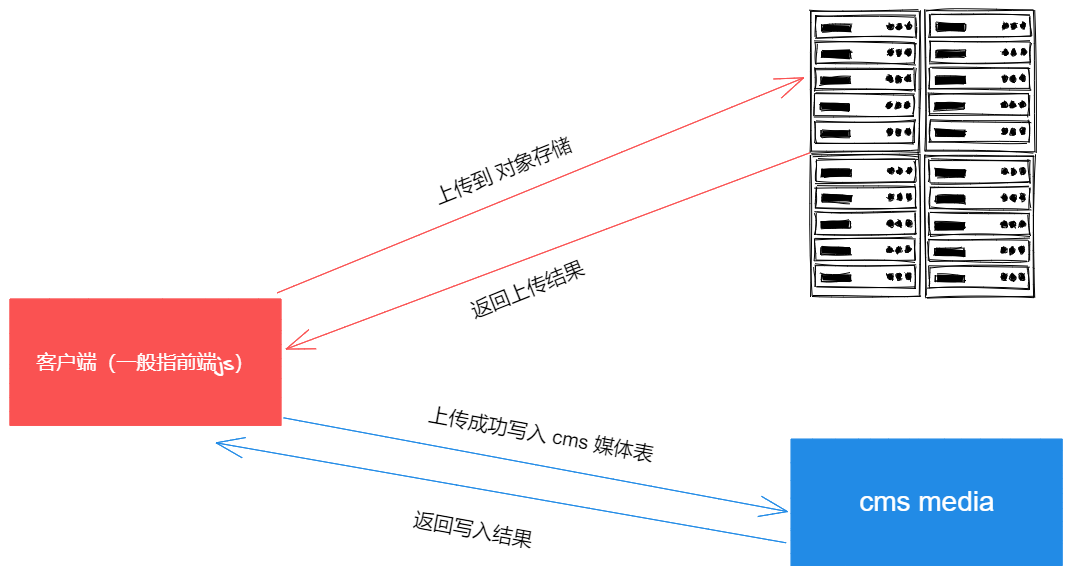 上传到 对象存储
返回上传结果
客户端（一般指前端js）
上传成功写入 cms 媒体表
cms media
返回写入结果